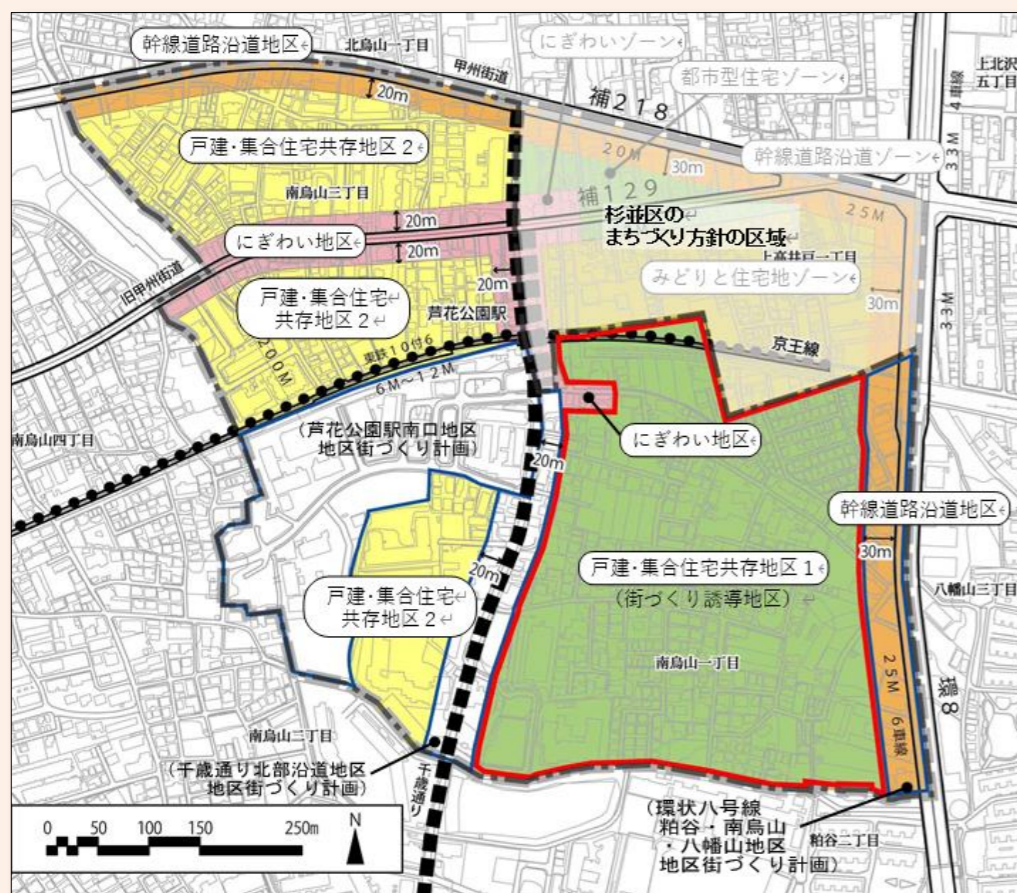 幹線道路沿道地区
北烏山一丁目
甲州街道
にぎわいゾーン
上北沢
五丁目
4車線
33M
都市型住宅ゾーン
補218
20m
戸建・集合住宅共存地区2
20M
30m
幹線道路沿道ゾーン
南烏山三丁目
補129
25M
20m
杉並区の
まちづくり方針の区域
にぎわい地区
20m
上高井戸一丁目
みどりと住宅地ゾーン
旧甲州街道
20m
30m
戸建・集合住宅
共存地区2
芦花公園駅
33M
200M
東鉄10付6
6M~12M
京王線
南烏山四丁目
(芦花公園駅南口地区
地区街づくり計画)
にぎわい地区
20m
幹線道路沿道地区
30m
戸建・集合住宅共存地区1
(街づくり誘導地区)
20m
八幡山三丁目
戸建・集合住宅
共存地区2
南烏山一丁目
25M
6車線
環8
南烏山二丁目
(千歳通り北部沿道地区
地区街づくり計画)
千歳通り
(環状八号線
粕谷・南烏山
・八幡山地区
地区街づくり計画)
粕谷二丁目
0 50 100 150 250m
N